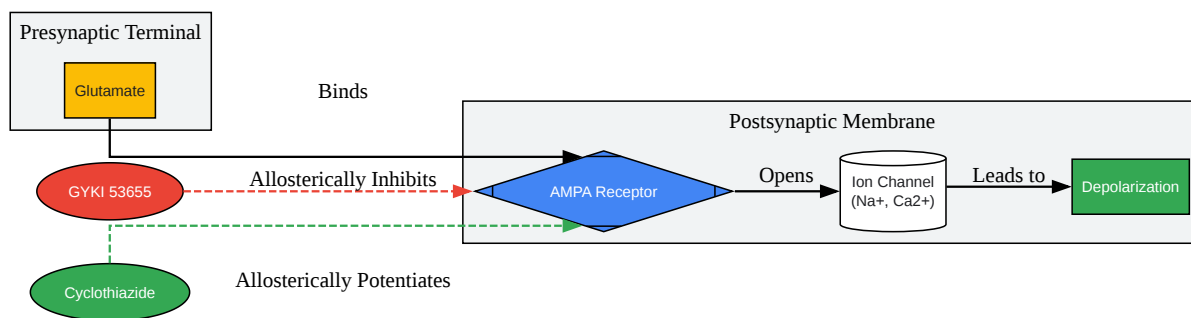 Presynaptic Terminal
Glutamate
Binds
Postsynaptic Membrane
GYKI 53655
Allosterically Inhibits
AMPA Receptor
Opens
Ion Channel
(Na+, Ca2+)
Leads to
Depolarization
Cyclothiazide
Allosterically Potentiates